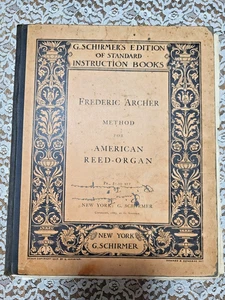 G. SCHIRMER'S EDITION
OF STANDARD
INSTRUCTION BOOKS
FREDERIC ARCHER
METHOD
FOR
AMERICAN
REED-ORGAN
NEW YORK: G. SCHIRMER
NEW YORK
G. SCHIRMER